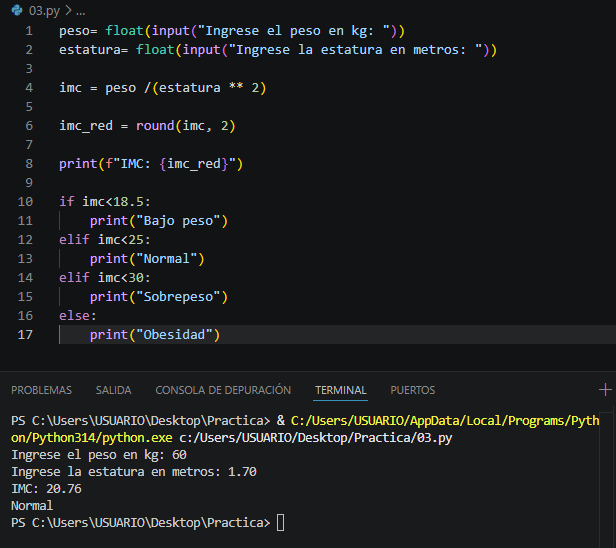 03.py > ...
1 peso= float(input("Ingrese el peso en kg: "))
2 estatura= float(input("Ingrese la estatura en metros: "))
3
4 imc = peso /(estatura ** 2)
5
6 imc_red = round(imc, 2)
7
8 print(f"IMC: {imc_red}")
9
10 if imc<18.5:
11     print("Bajo peso")
12 elif imc<25:
13     print("Normal")
14 elif imc<30:
15     print("Sobrepeso")
16 else:
17     print("Obesidad")
PROBLEMAS SALIDA CONSOLA DE DEPURACIÓN TERMINAL PUERTOS
PS C:\Users\USUARIO\Desktop\Practica> & C:/Users/USUARIO/AppData/Local/Programs/Pyth
on/Python314/python.exe c:/Users/USUARIO/Desktop/Practica/03.py
Ingrese el peso en kg: 60
Ingrese la estatura en metros: 1.70
IMC: 20.76
Normal
PS C:\Users\USUARIO\Desktop\Practica>